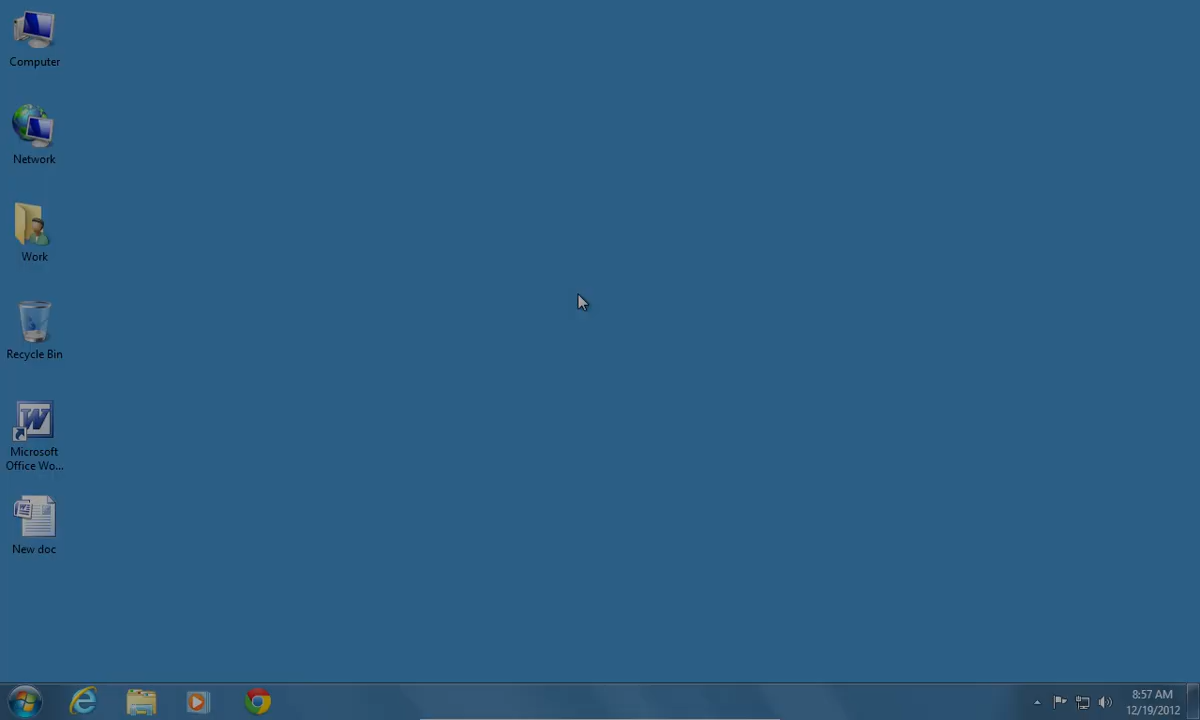 Computer
Network
Work
Recycle Bin
Microsoft
Office Wo...
New doc
8:57 AM
12/19/2012